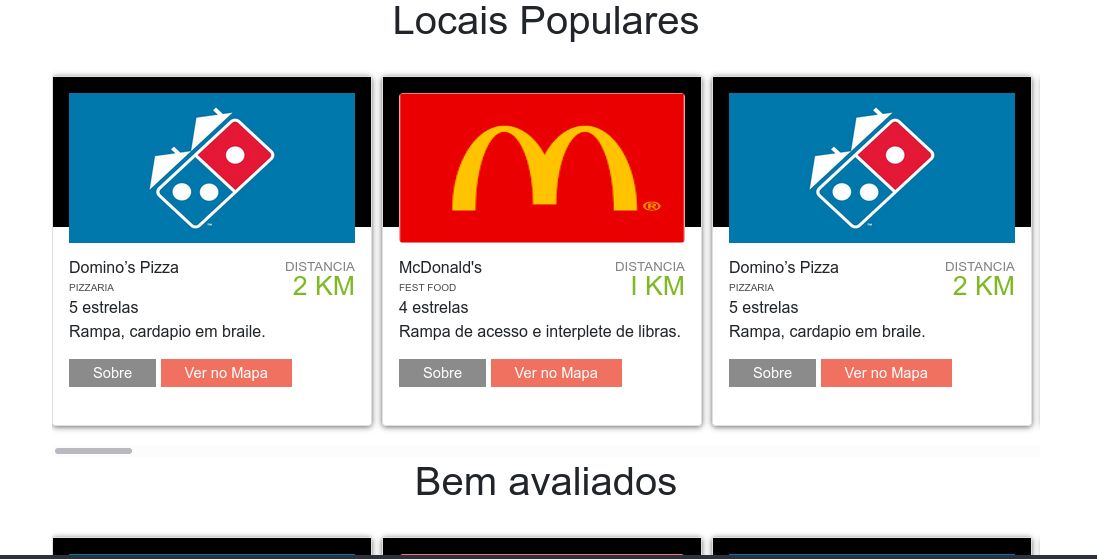 Locais Populares
Domino's Pizza
DISTANCIA
PIZZARIA
2 KM
5 estrelas
Rampa, cardapio em braile.
Sobre
Ver no Mapa
McDonald's
DISTANCIA
FEST FOOD
I KM
4 estrelas
Rampa de acesso e interplete de libras.
Sobre
Ver no Mapa
Domino's Pizza
DISTANCIA
PIZZARIA
2 KM
5 estrelas
Rampa, cardapio em braile.
Sobre
Ver no Mapa
Bem avaliados